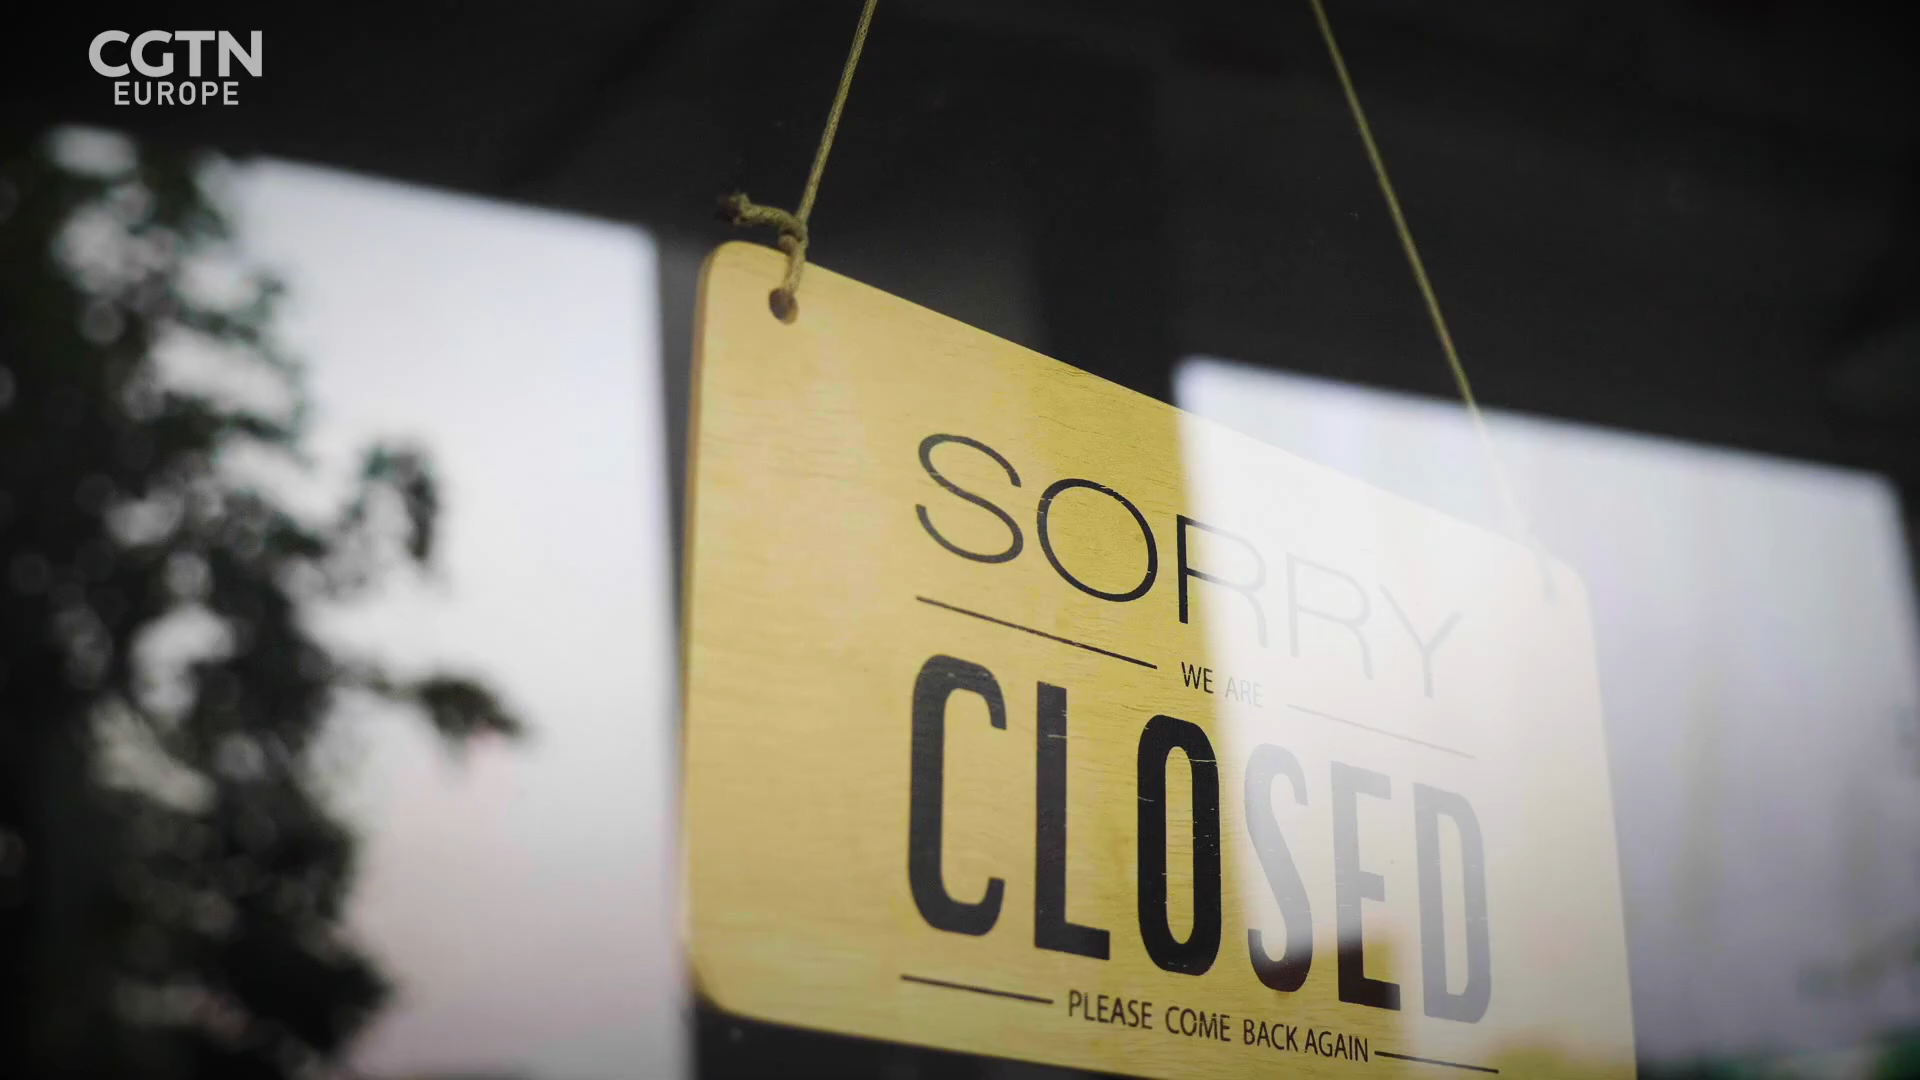 CGTN
EUROPE
SORRY
WE ARE
CLOSED
PLEASE COME BACK AGAIN